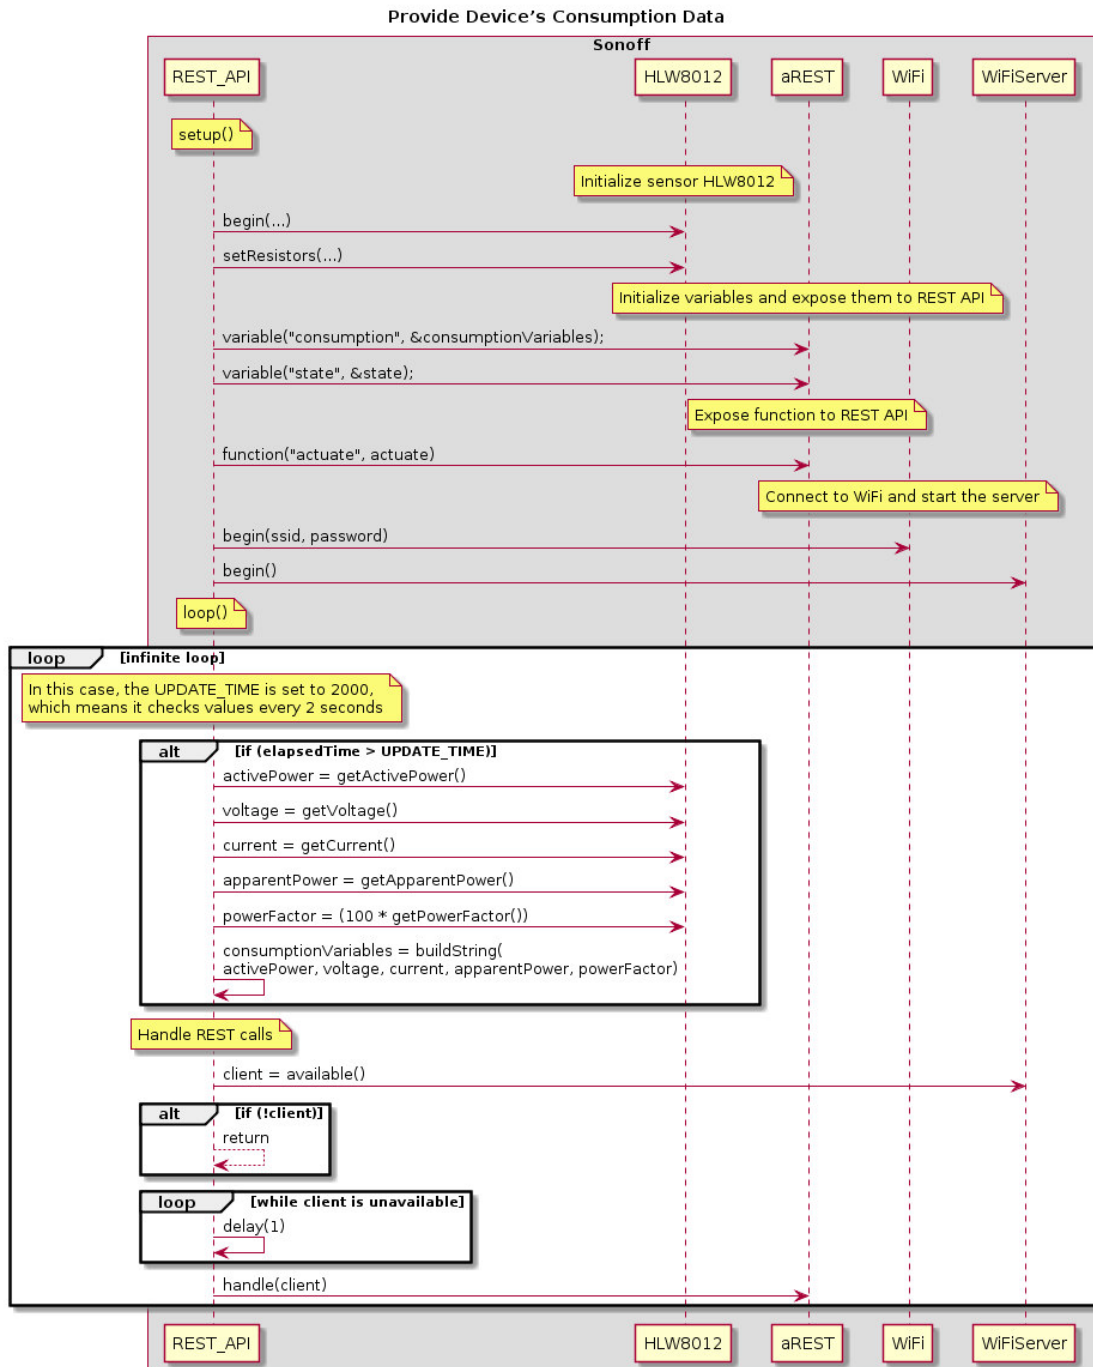 Provide Device’s Consumption Data
Sonoff
REST_API
HLW8012
aREST
WiFi
WiFiServer
setup()
Initialize sensor HLW8012
begin(...)
setResistors(...)
Initialize variables and expose them to REST API
variable("consumption", &consumptionVariables);
variable("state", &state);
Expose function to REST API
function("actuate", actuate)
Connect to WiFi and start the server
begin(ssid, password)
begin()
loop()
loop [infinite loop]
In this case, the UPDATE_TIME is set to 2000,
which means it checks values every 2 seconds
alt [if (elapsedTime > UPDATE_TIME)]
activePower = getActivePower()
voltage = getVoltage()
current = getCurrent()
apparentPower = getApparentPower()
powerFactor = (100 * getPowerFactor())
consumptionVariables = buildString(
activePower, voltage, current, apparentPower, powerFactor)
Handle REST calls
client = available()
alt [if (!client)]
return
loop [while client is unavailable]
delay(1)
handle(client)
REST_API
HLW8012
aREST
WiFi
WiFiServer